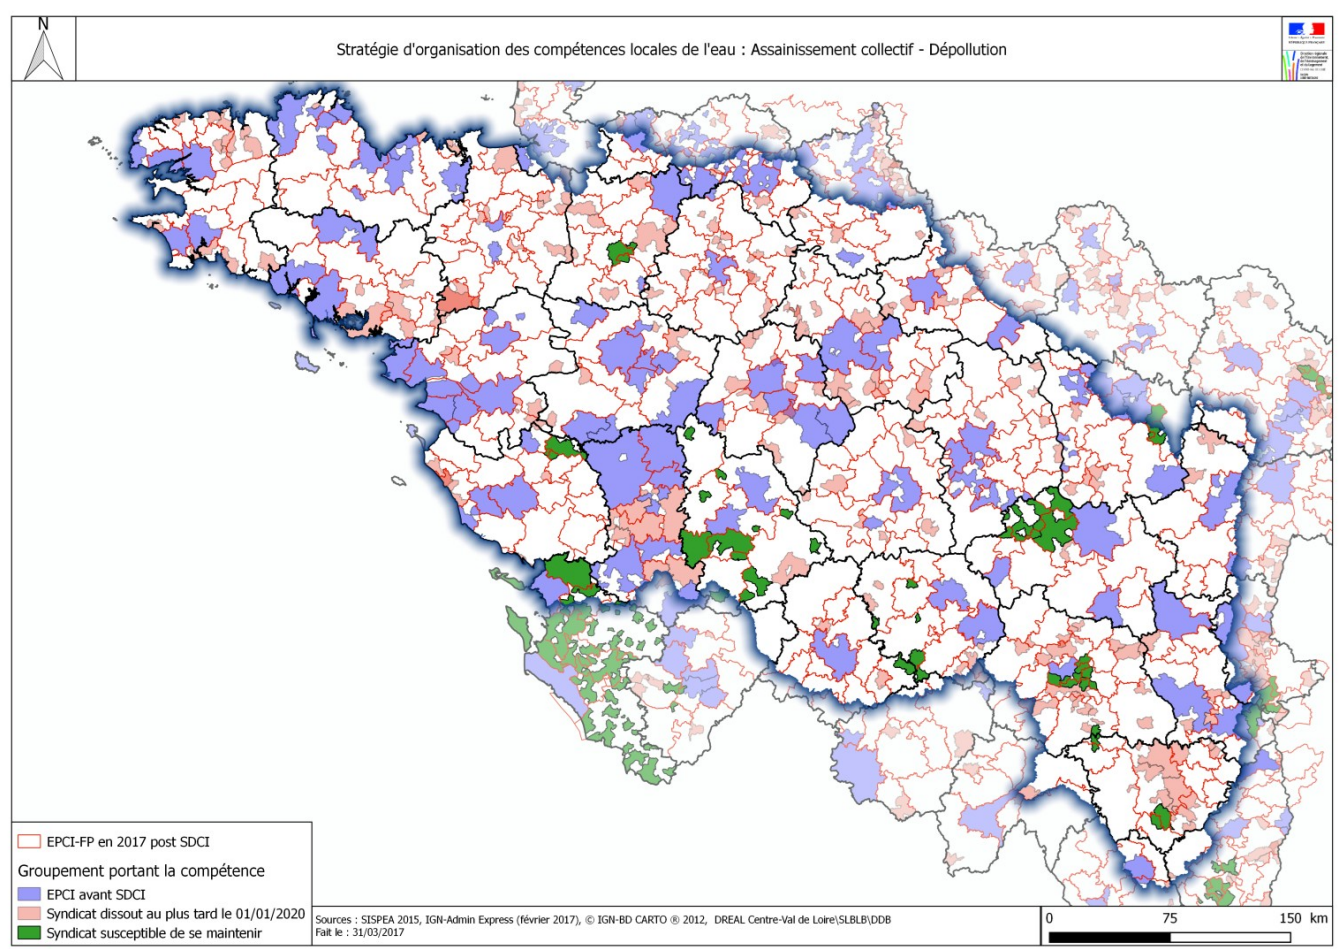 N
Stratégie d'organisation des compétences locales de l'eau : Assainissement collectif - Dépollution
EPCI-FP en 2017 post SDCI
Groupement portant la compétence
EPCI avant SDCI
Syndicat dissout au plus tard le 01/01/2020
Syndicat susceptible de se maintenir
Sources : SISPEA 2015, IGN-Admin Express (février 2017), © IGN-BD CARTO ® 2012, DREAL Centre-Val de Loire\SLBLB\DDB
Fait le : 31/03/2017
0 75 150 km